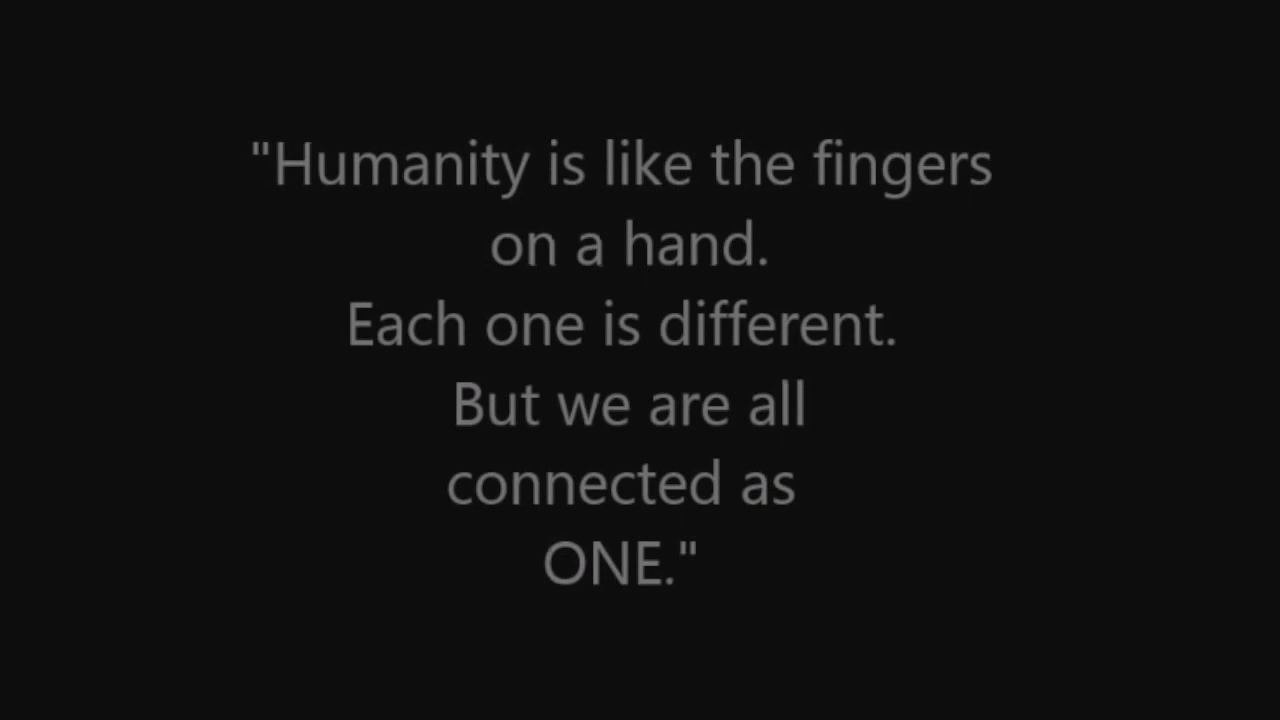 "Humanity is like the fingers
on a hand.
Each one is different.
But we are all
connected as
ONE."